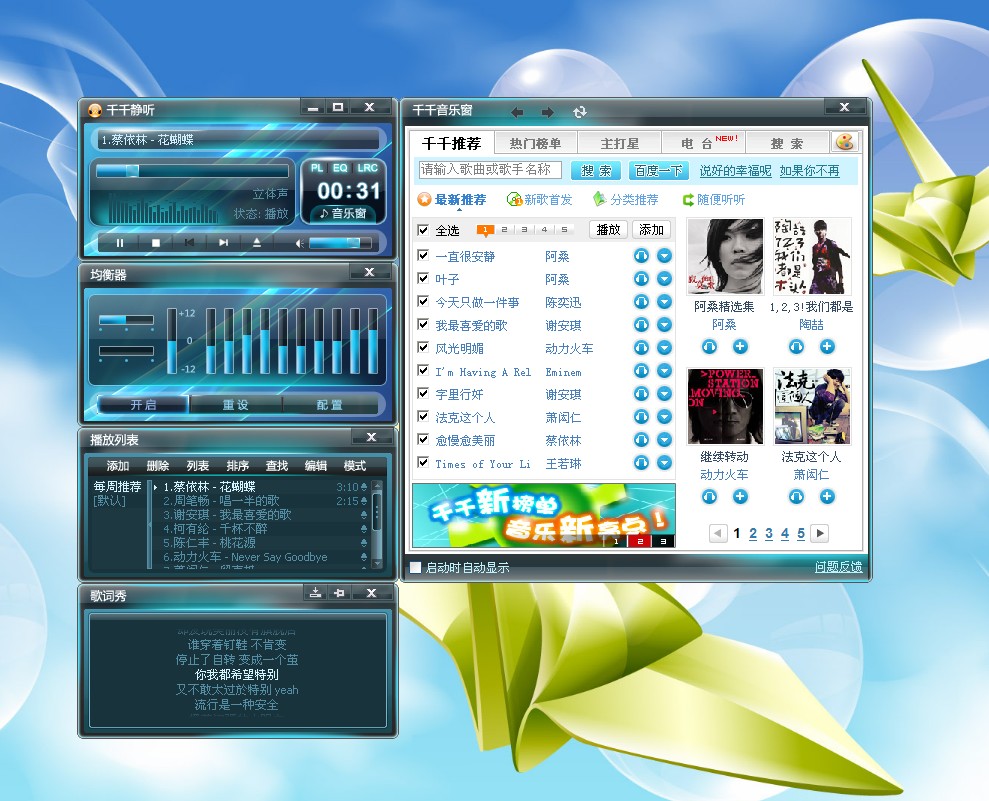 千千静听
1.蔡依林 - 花蝴蝶
PL EQ LRC
00:31
立体声
状态: 播放
音乐窗
均衡器
+12
0
-12
开启 重设 配置
播放列表
添加 删除 列表 排序 查找 编辑 模式
每周推荐
[默认]
1.蔡依林 - 花蝴蝶 3:10
2.周笔畅 - 唱一半的歌 2:15
3.谢安琪 - 我最喜爱的歌
4.柯有纶 - 千杯不醉
5.陈仁丰 - 桃花源
6.动力火车 - Never Say Goodbye
歌词秀
谁穿着钉鞋 不肯变
停止了自转 变成一个茧
你我都希望特别
又不敢太过於特别 yeah
流行是一种安全
千千音乐窗
千千推荐 热门榜单 主打星 电台 NEW! 搜索
请输入歌曲或歌手名称 搜索 百度一下 说好的幸福呢 如果你不再
最新推荐 新歌首发 分类推荐 随便听听
全选 1 2 3 4 5 播放 添加
一直很安静 阿桑
叶子 阿桑
今天只做一件事 陈奕迅
我最喜爱的歌 谢安琪
风光明媚 动力火车
I'm Having A Rel Eminem
字里行奸 谢安琪
法克这个人 萧闳仁
愈慢愈美丽 蔡依林
Times of Your Li 王若琳
千千新榜单
音乐新亮点!
1 2 3
阿桑精选集
阿桑
1,2,3!我们都是
陶喆
>POWER_
STATION
MOVING
ON
继续转动
动力火车
法克這個人
法克这个人
萧闳仁
1 2 3 4 5
启动时自动显示 问题反馈